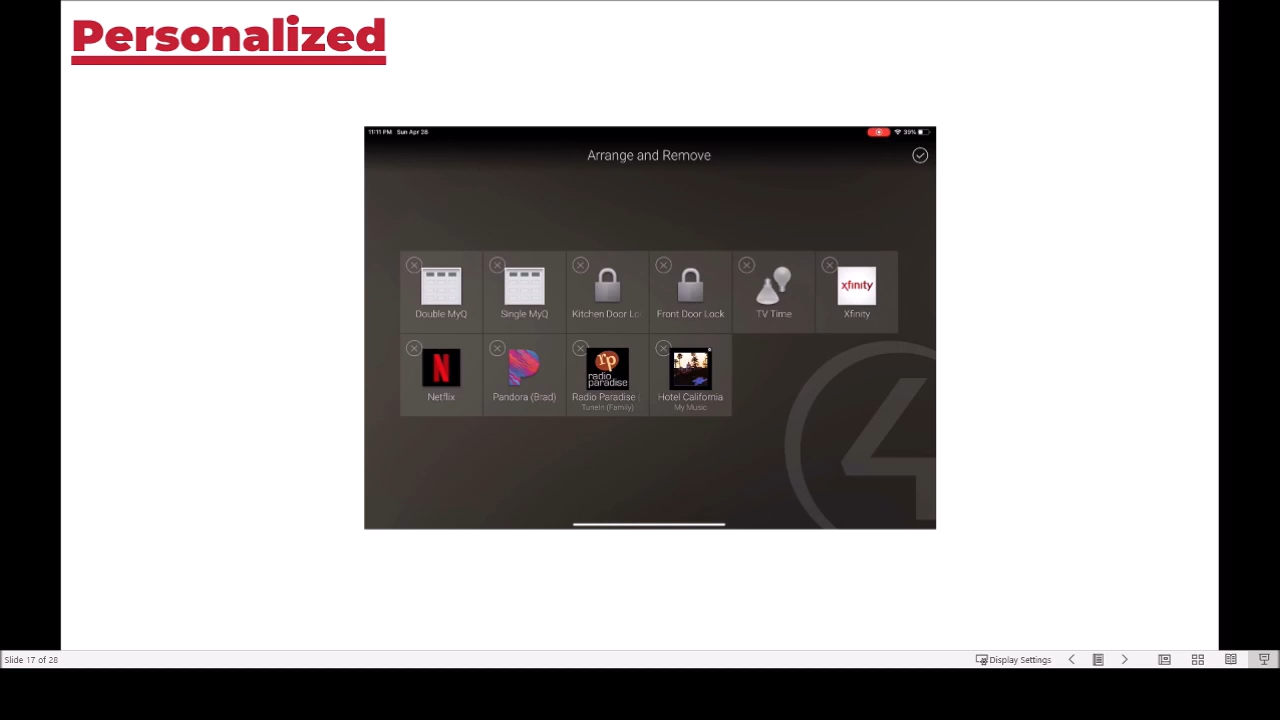 Personalized
11:11 PM Sun Apr 28
39%
Arrange and Remove
Double MyQ
Single MyQ
Kitchen Door Lo
Front Door Lock
TV Time
xfinity
Xfinity
N
Netflix
Pandora (Brad)
rp
radio
paradise
Radio Paradise (
TuneIn (Family)
Hotel California
My Music
4
Slide 17 of 28
Display Settings